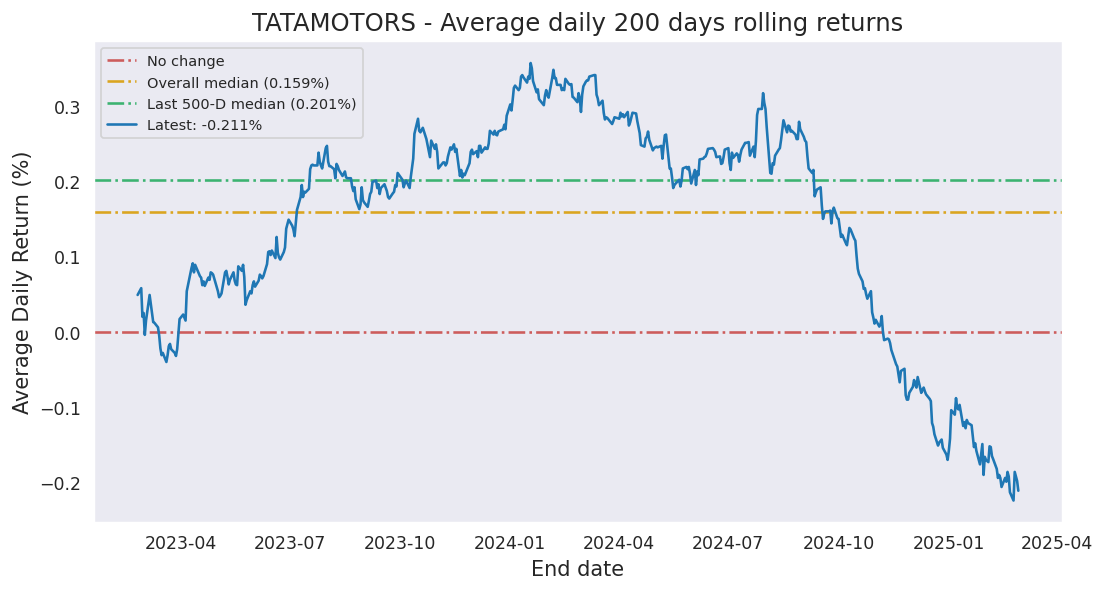 TATAMOTORS - Average daily 200 days rolling returns
No change
Overall median (0.159%)
Last 500-D median (0.201%)
Latest: -0.211%
Average Daily Return (%)
0.3
0.2
0.1
0.0
−0.1
−0.2
2023-04 2023-07 2023-10 2024-01 2024-04 2024-07 2024-10 2025-01 2025-04
End date